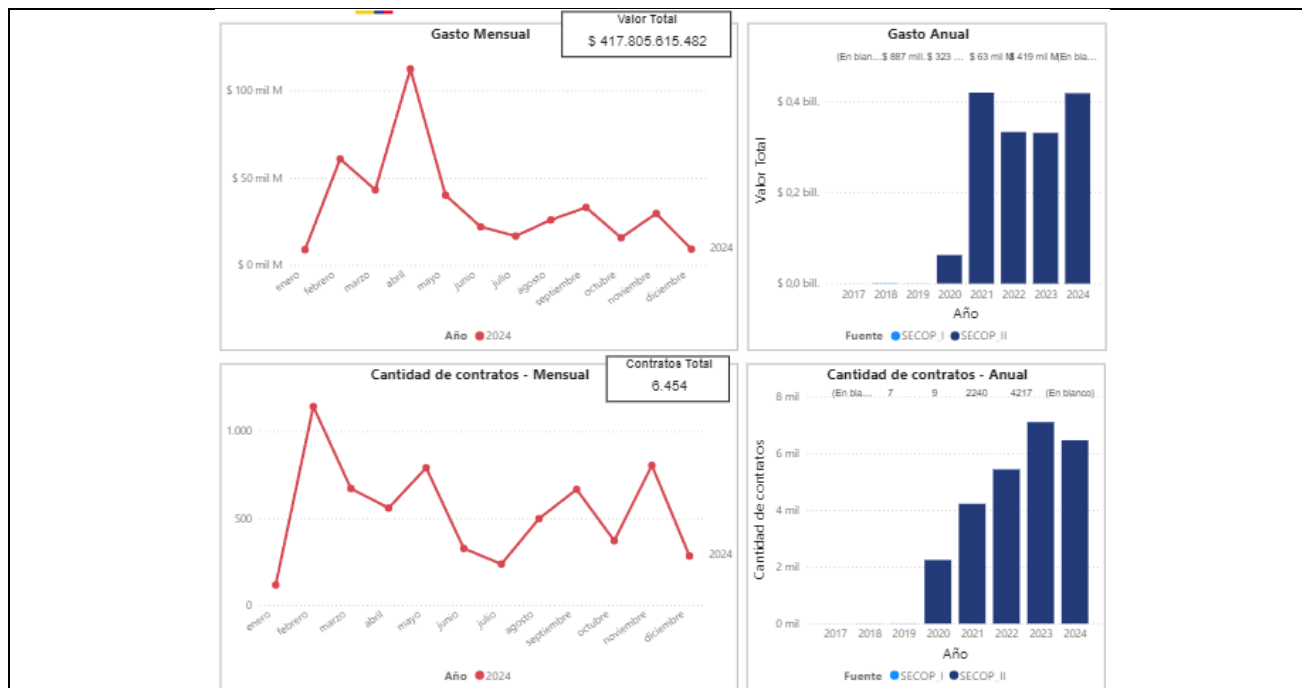 Gasto Mensual
Valor Total
$ 417.805.615.482
$ 100 mil M
$ 50 mil M
$ 0 mil M
enero
febrero
marzo
abril
mayo
junio
julio
agosto
septiembre
octubre
noviembre
diciembre
2024
Año 2024
Gasto Anual
(En blan... $ 887 mil. $ 323 ... $ 63 mil M $ 419 mil M (En bla...
Valor Total
$ 0,4 bill.
$ 0,2 bill.
$ 0,0 bill.
2017 2018 2019 2020 2021 2022 2023 2024
Año
Fuente SECOP_I SECOP_II
Cantidad de contratos - Mensual
Contratos Total
6.454
1.000
500
0
enero
febrero
marzo
abril
mayo
junio
julio
agosto
septiembre
octubre
noviembre
diciembre
2024
Año 2024
Cantidad de contratos - Anual
(En bla... 7 9 2240 4217 (En blanco)
Cantidad de contratos
8 mil
6 mil
4 mil
2 mil
0 mil
2017 2018 2019 2020 2021 2022 2023 2024
Año
Fuente SECOP_I SECOP_II